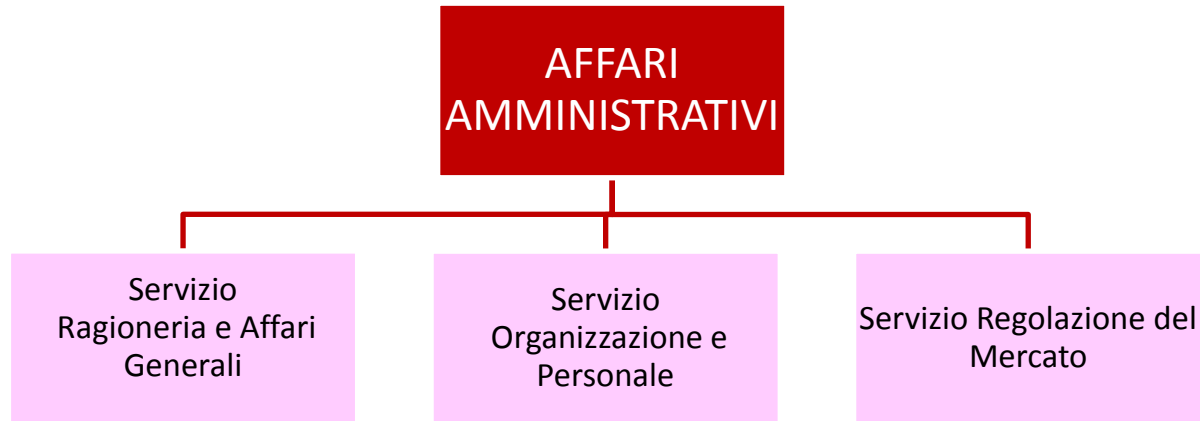 AFFARI
AMMINISTRATIVI
Servizio
Ragioneria e Affari
Generali
Servizio
Organizzazione e
Personale
Servizio Regolazione del
Mercato